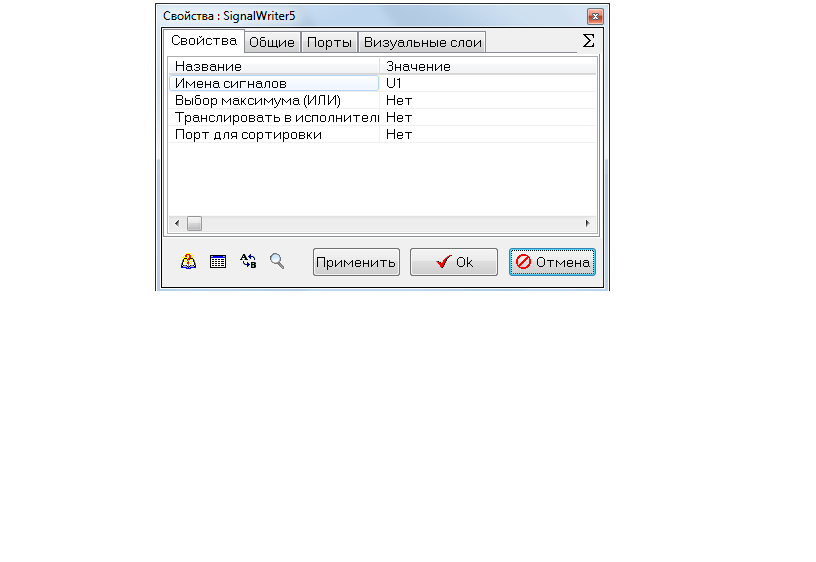 Свойства : SignalWriter5
Свойства Общие Порты Визуальные слои Σ
Название Значение
Имена сигналов U1
Выбор максимума (ИЛИ) Нет
Транслировать в исполнител Нет
Порт для сортировки Нет
Применить Ok Отмена